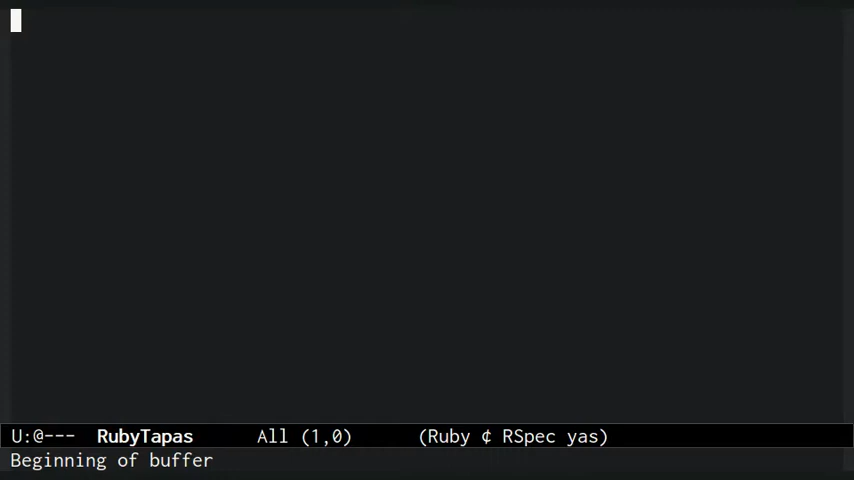 U:@---  RubyTapas      All (1,0)      (Ruby ¢ RSpec yas)
Beginning of buffer